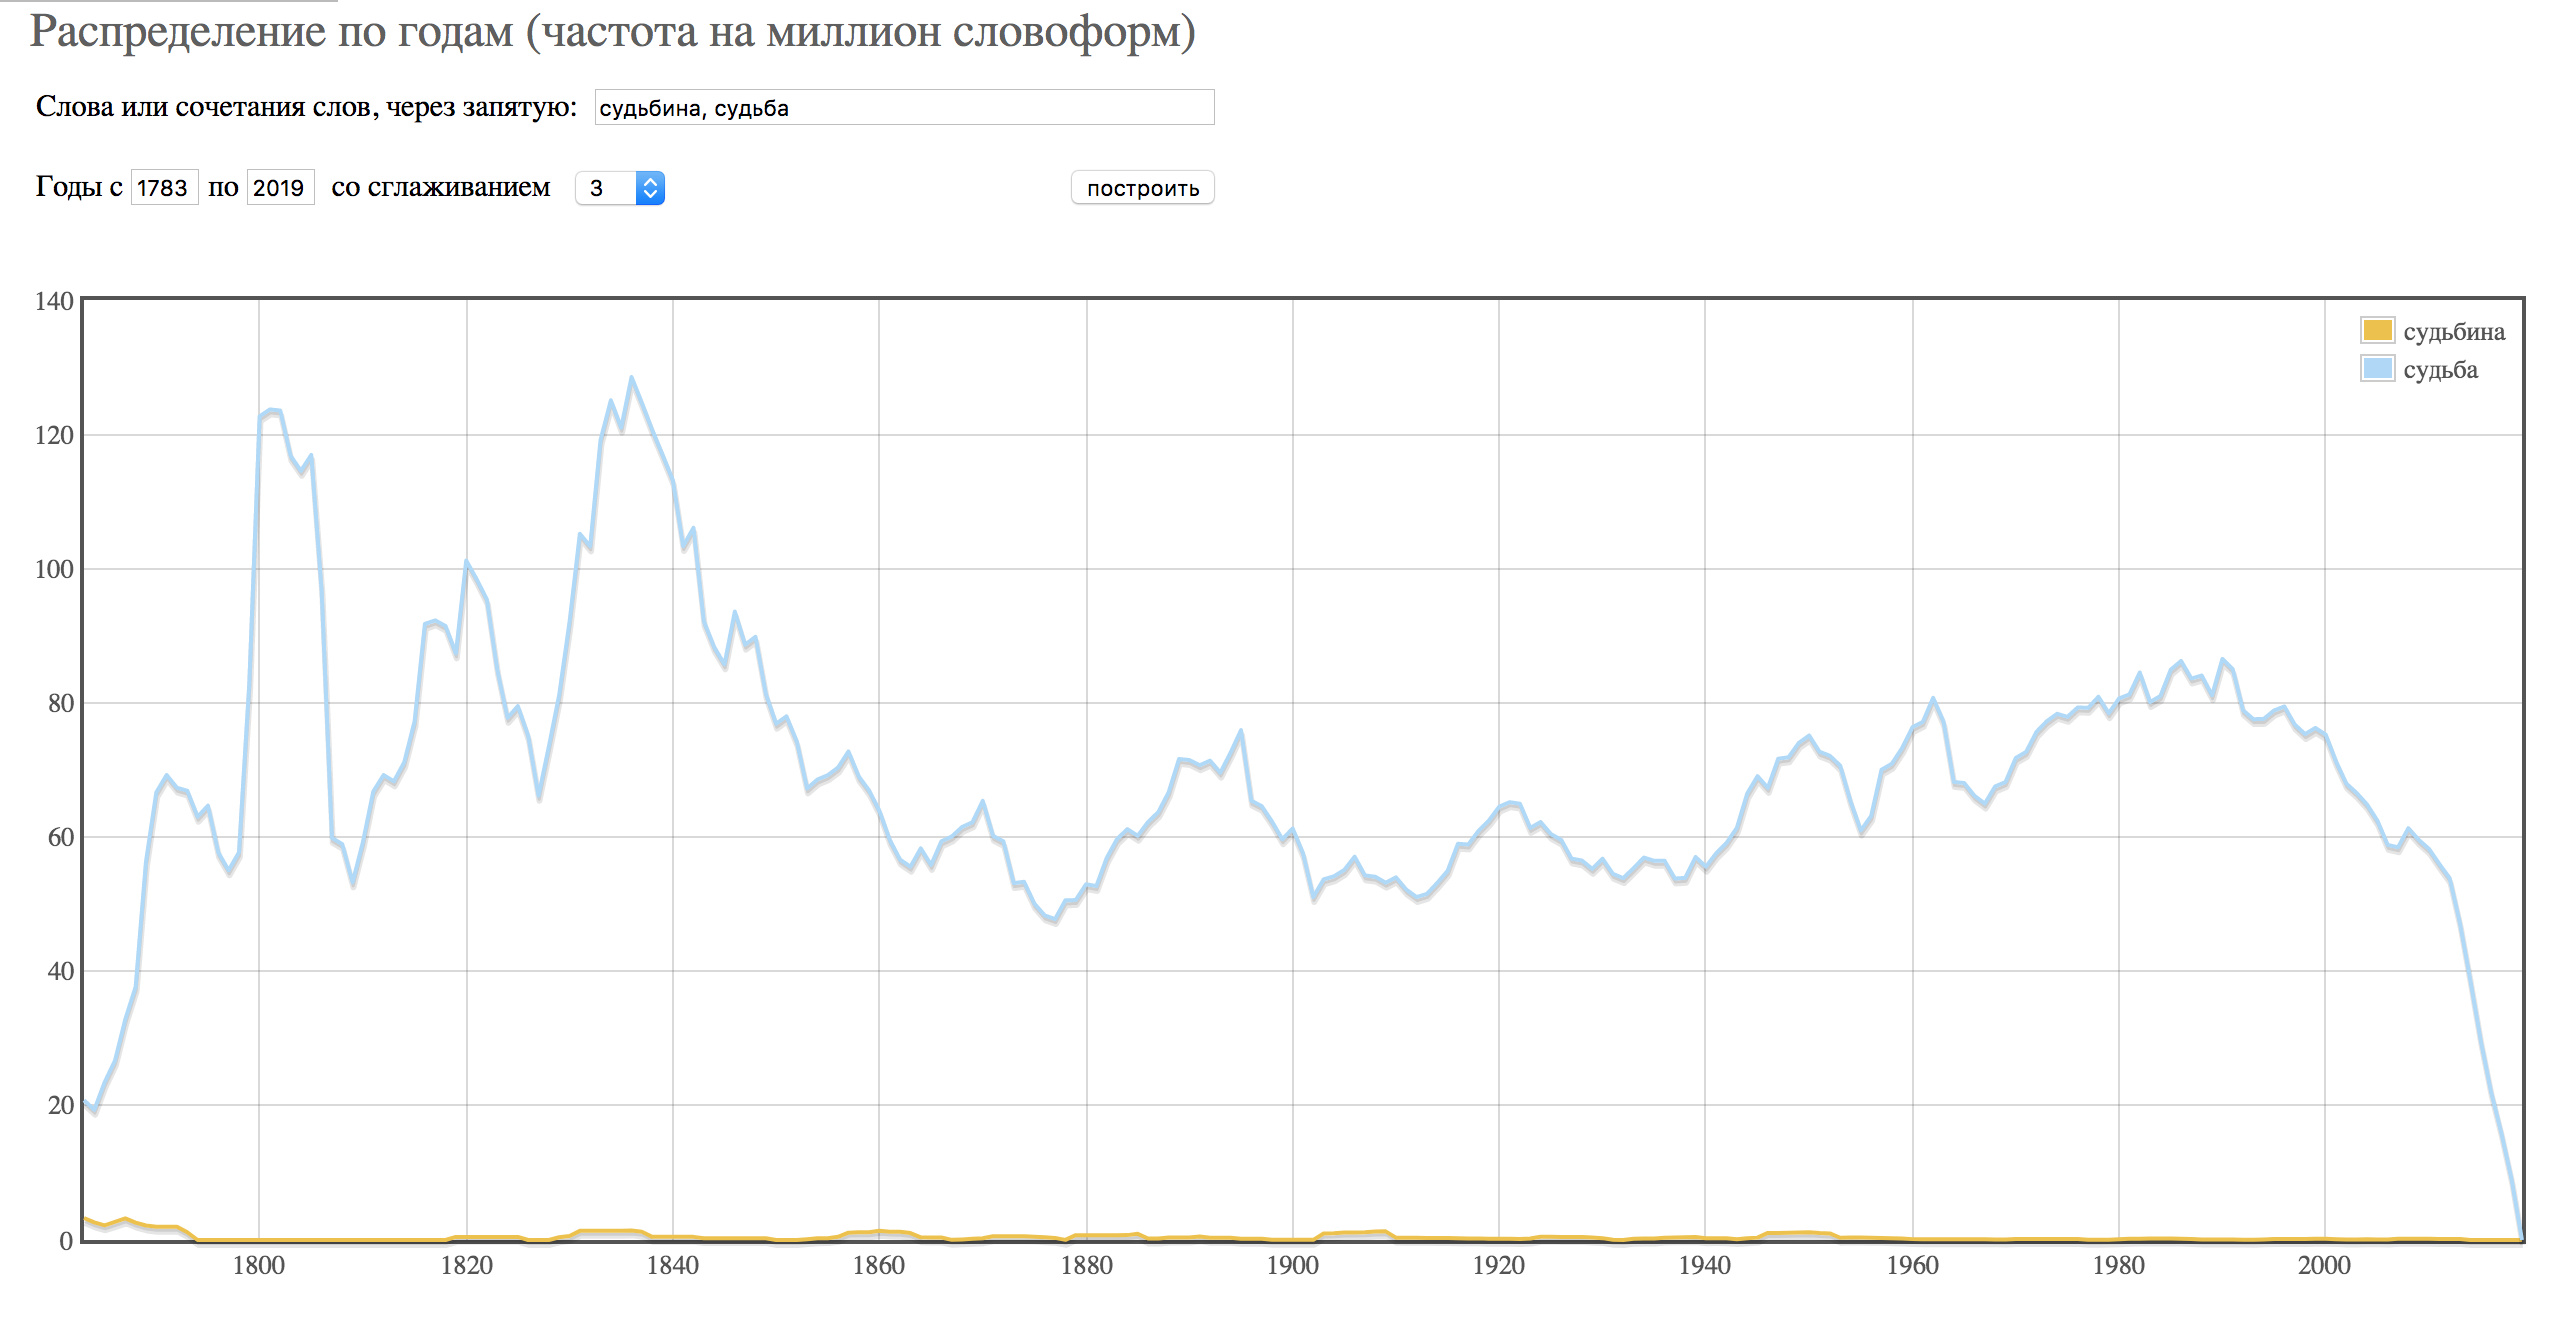 Распределение по годам (частота на миллион словоформ)
Слова или сочетания слов, через запятую: судьбина, судьба
Годы с 1783 по 2019 со сглаживанием 3 построить
140
судьбина
судьба
120
100
80
60
40
20
0
1800 1820 1840 1860 1880 1900 1920 1940 1960 1980 2000